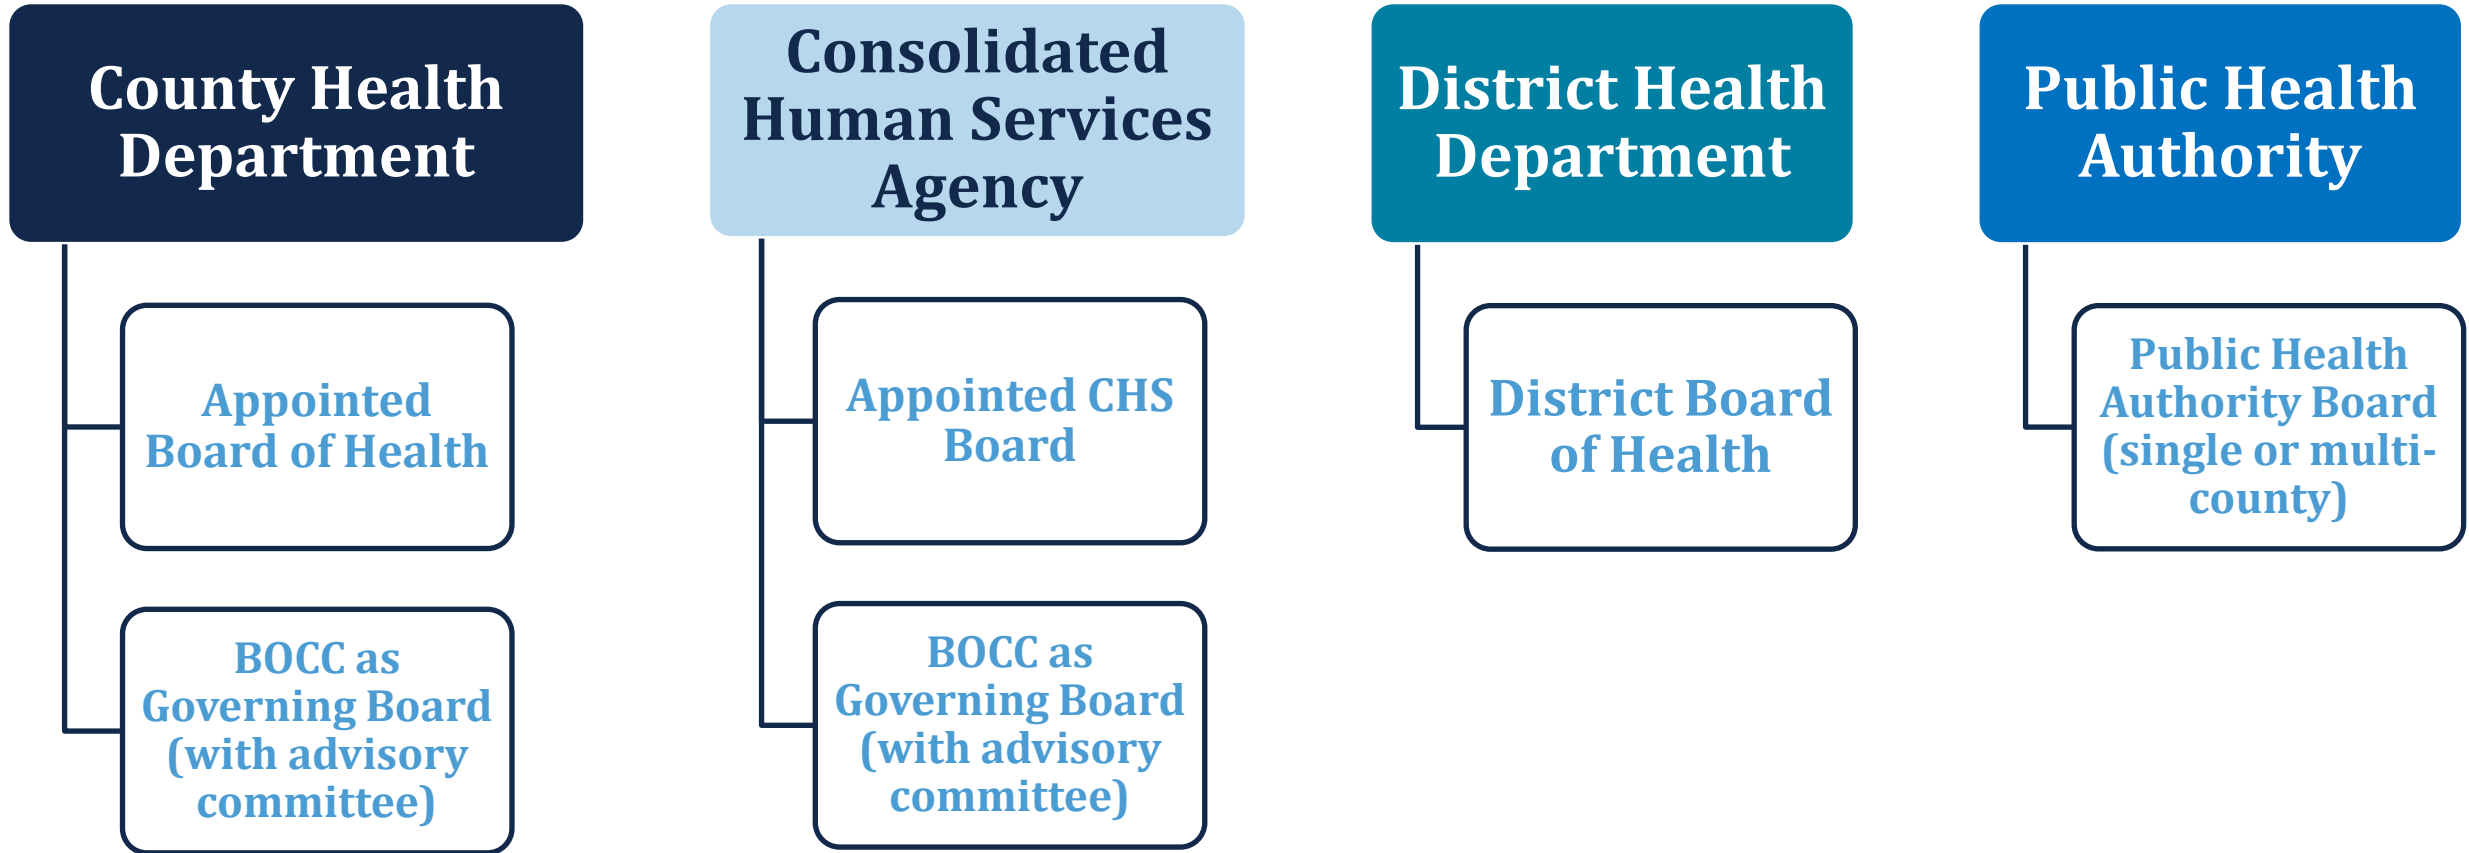 County Health
Department
Appointed
Board of Health
BOCC as
Governing Board
(with advisory
committee)
Consolidated
Human Services
Agency
Appointed CHS
Board
BOCC as
Governing Board
(with advisory
committee)
District Health
Department
District Board
of Health
Public Health
Authority
Public Health
Authority Board
(single or multi-
county)